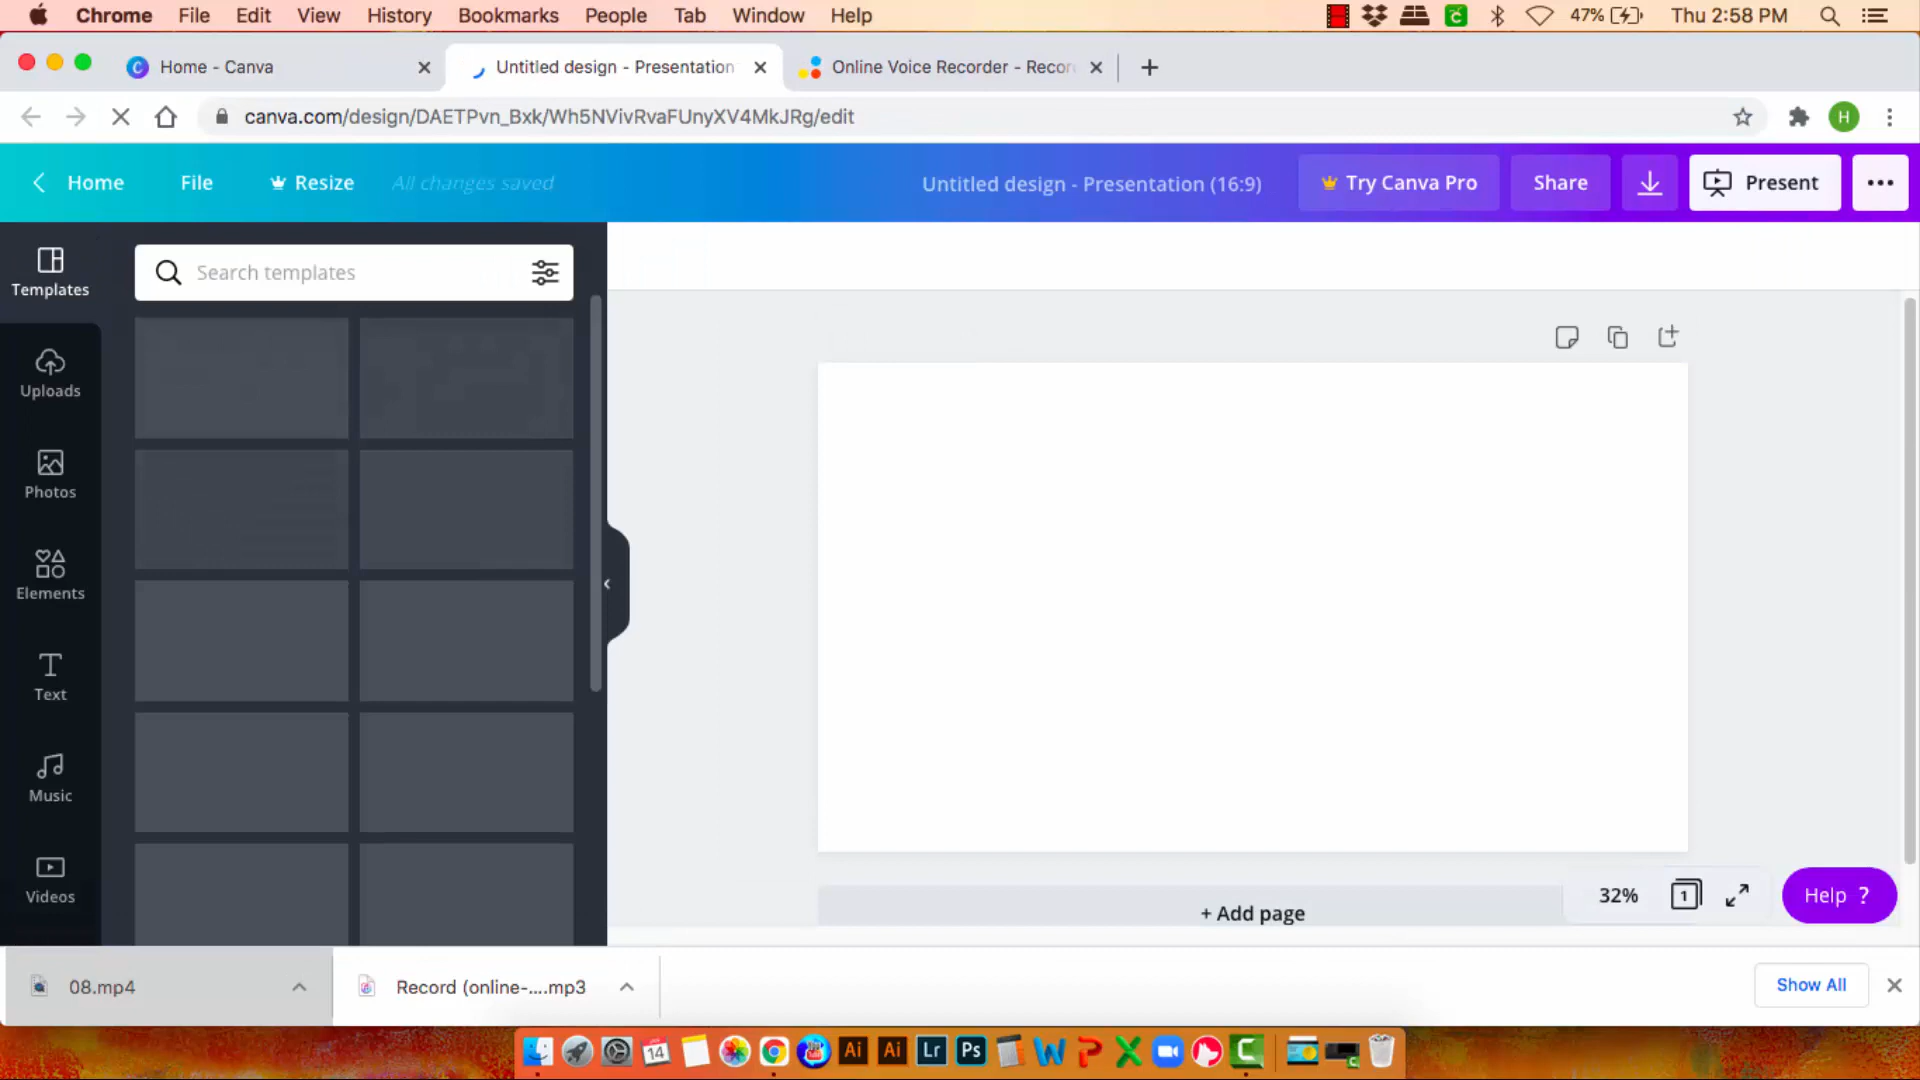 Chrome File Edit View History Bookmarks People Tab Window Help 47% Thu 2:58 PM
Home - Canva Untitled design - Presentation Online Voice Recorder - Recor
canva.com/design/DAETPvn_Bxk/Wh5NVivRvaFUnyXV4MkJRg/edit H
Home File Resize All changes saved Untitled design - Presentation (16:9) Try Canva Pro Share Present
Templates
Search templates
Uploads
Photos
Elements
Text
Music
Videos
+ Add page
32% 1 Help ?
08.mp4 Record (online-....mp3 Show All
14 Ai Ai Lr Ps